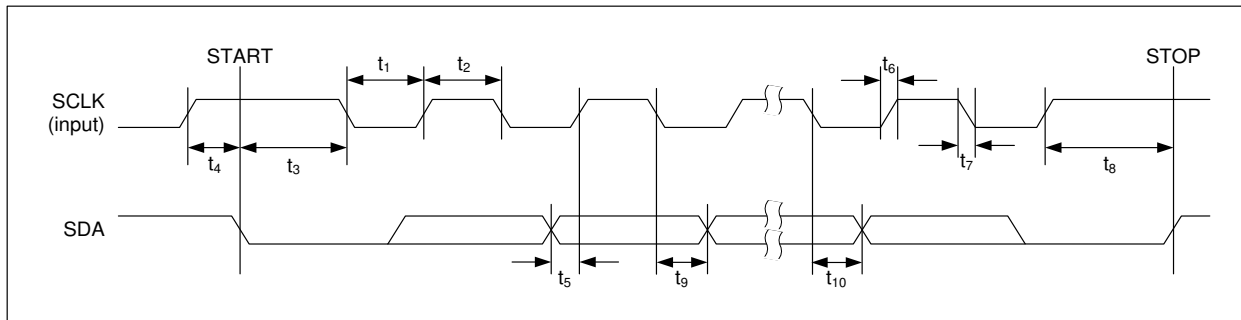 START
STOP
t1
t2
t6
SCLK
(input)
t4
t3
t7
t8
SDA
t5
t9
t10